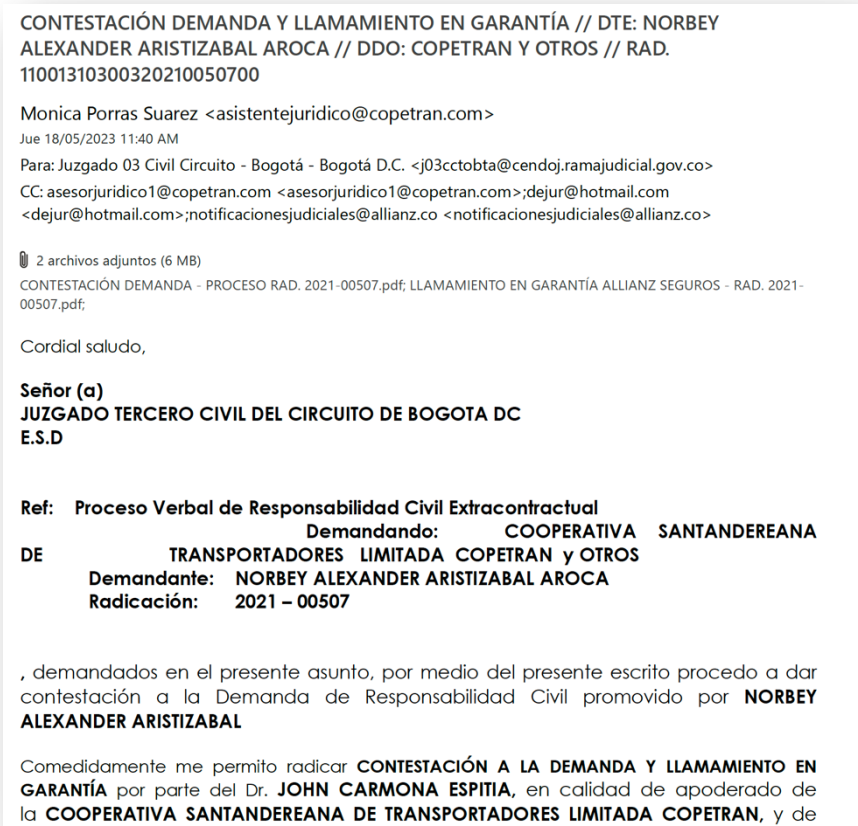 CONTESTACIÓN DEMANDA Y LLAMAMIENTO EN GARANTÍA // DTE: NORBEY
ALEXANDER ARISTIZABAL AROCA // DDO: COPETRAN Y OTROS // RAD.
11001310300320210050700
Monica Porras Suarez <asistentejuridico@copetran.com>
Jue 18/05/2023 11:40 AM
Para: Juzgado 03 Civil Circuito - Bogotá - Bogotá D.C. <j03cctobta@cendoj.ramajudicial.gov.co>
CC: asesorjuridico1@copetran.com <asesorjuridico1@copetran.com>;dejur@hotmail.com
<dejur@hotmail.com>;notificacionesjudiciales@allianz.co <notificacionesjudiciales@allianz.co>
2 archivos adjuntos (6 MB)
CONTESTACIÓN DEMANDA - PROCESO RAD. 2021-00507.pdf; LLAMAMIENTO EN GARANTÍA ALLIANZ SEGUROS - RAD. 2021-
00507.pdf;
Cordial saludo,
Señor (a)
JUZGADO TERCERO CIVIL DEL CIRCUITO DE BOGOTA DC
E.S.D
Ref: Proceso Verbal de Responsabilidad Civil Extracontractual
Demandando: COOPERATIVA SANTANDEREANA
DE TRANSPORTADORES LIMITADA COPETRAN y OTROS
Demandante: NORBEY ALEXANDER ARISTIZABAL AROCA
Radicación: 2021 – 00507
, demandados en el presente asunto, por medio del presente escrito procedo a dar
contestación a la Demanda de Responsabilidad Civil promovido por NORBEY
ALEXANDER ARISTIZABAL
Comedidamente me permito radicar CONTESTACIÓN A LA DEMANDA Y LLAMAMIENTO EN
GARANTÍA por parte del Dr. JOHN CARMONA ESPITIA, en calidad de apoderado de
la COOPERATIVA SANTANDEREANA DE TRANSPORTADORES LIMITADA COPETRAN, y de